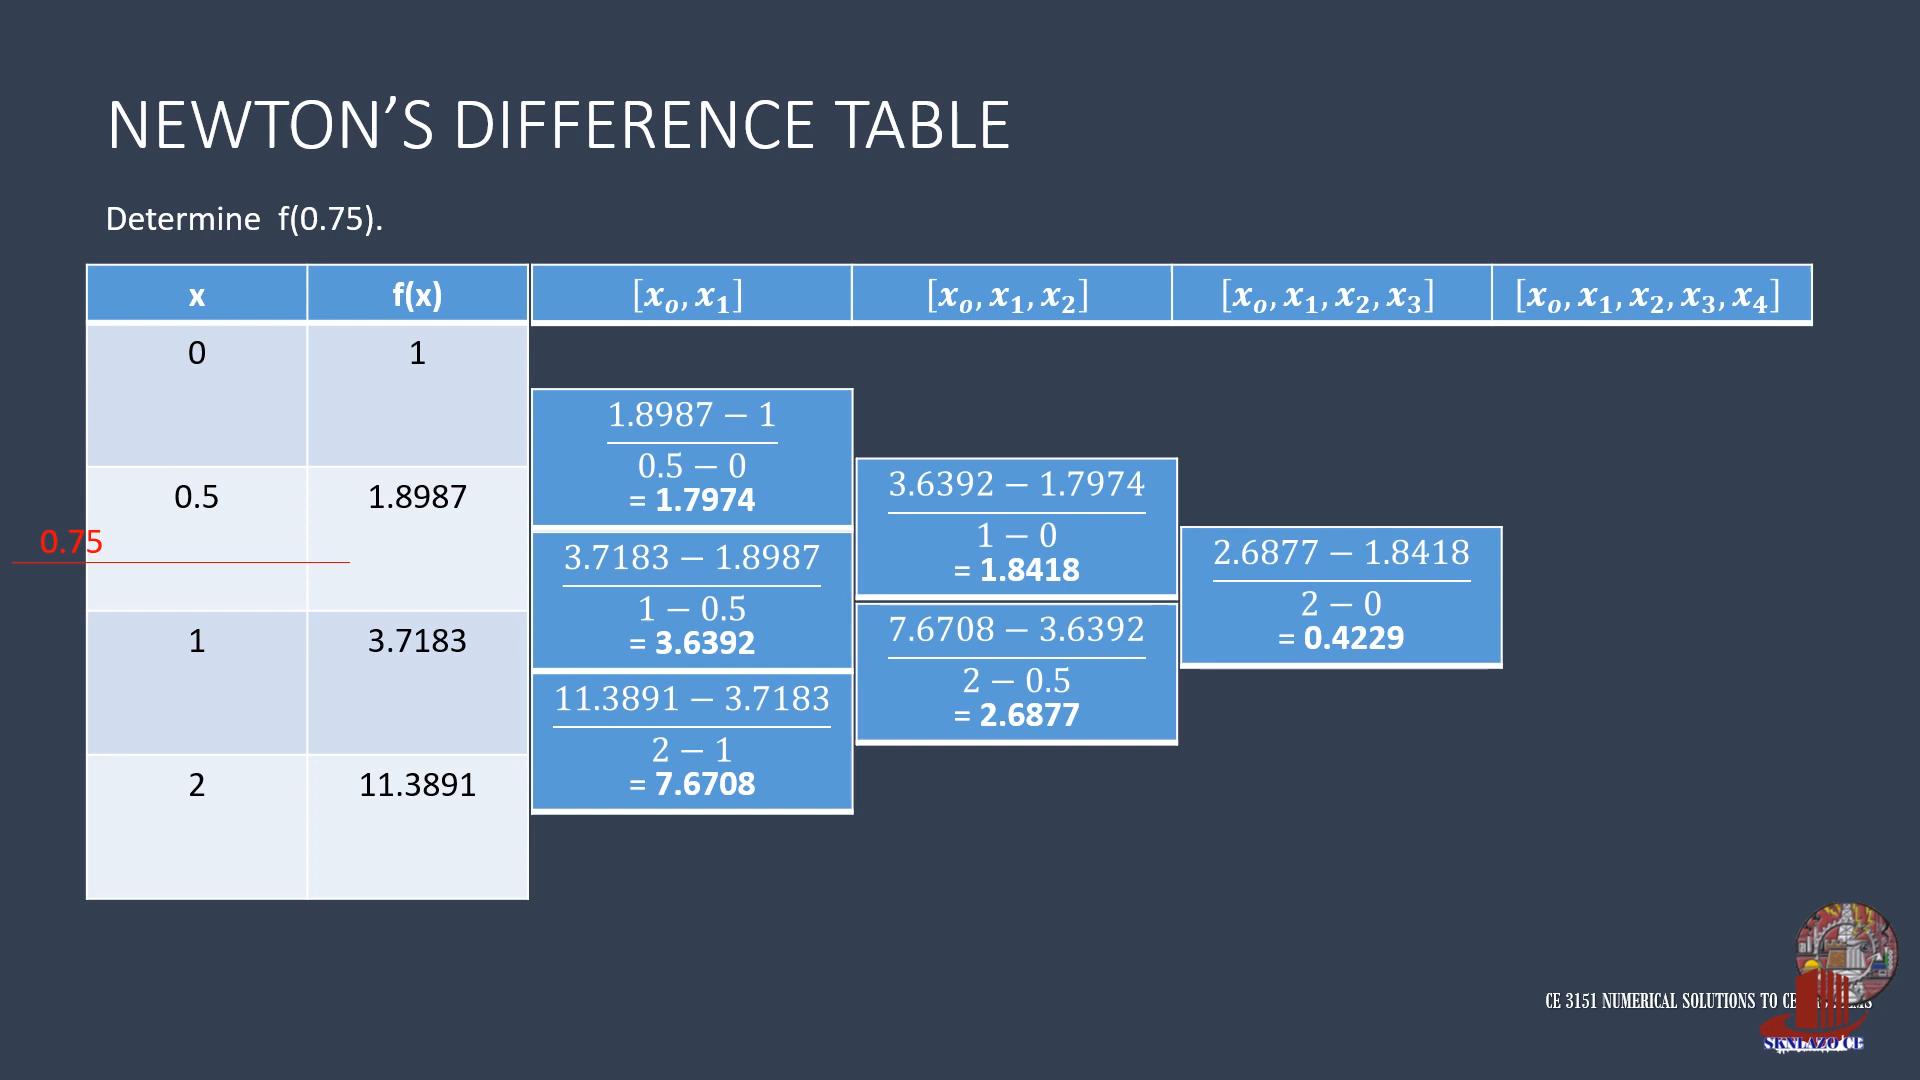 NEWTON’S DIFFERENCE TABLE
Determine f(0.75).
x f(x) [xₒ, x₁] [xₒ, x₁, x₂] [xₒ, x₁, x₂, x₃] [xₒ, x₁, x₂, x₃, x₄]
0 1
1.8987 − 1
0.5 − 0
= 1.7974
3.6392 − 1.7974
1 − 0
= 1.8418
0.5 1.8987
0.75
3.7183 − 1.8987
1 − 0.5
= 3.6392
2.6877 − 1.8418
2 − 0
= 0.4229
1 3.7183
7.6708 − 3.6392
2 − 0.5
= 2.6877
11.3891 − 3.7183
2 − 1
= 7.6708
2 11.3891
CE 3151 NUMERICAL SOLUTIONS TO CE
SKNLAZO CE